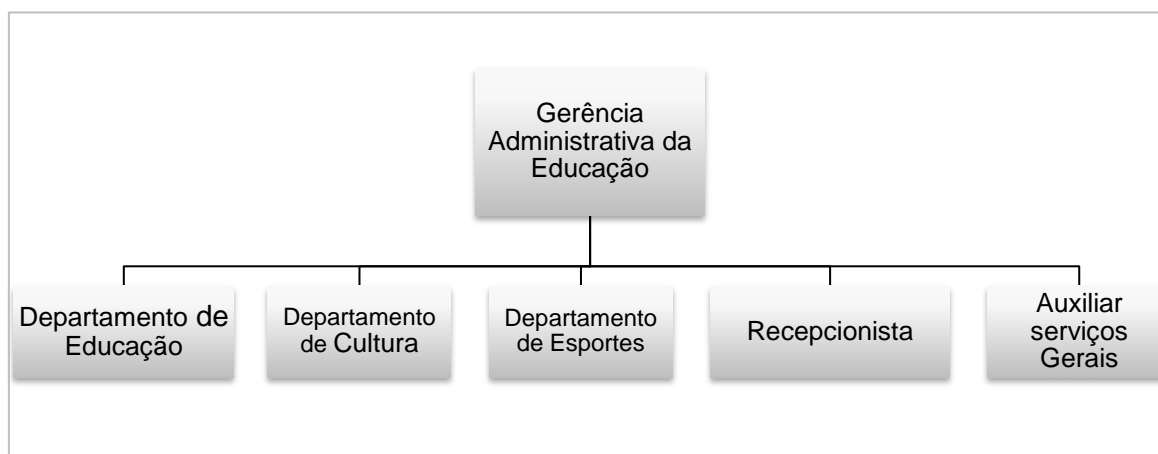 Gerência
Administrativa da
Educação
Departamento de
Educação
Departamento
de Cultura
Departamento
de Esportes
Recepcionista
Auxiliar
serviços
Gerais